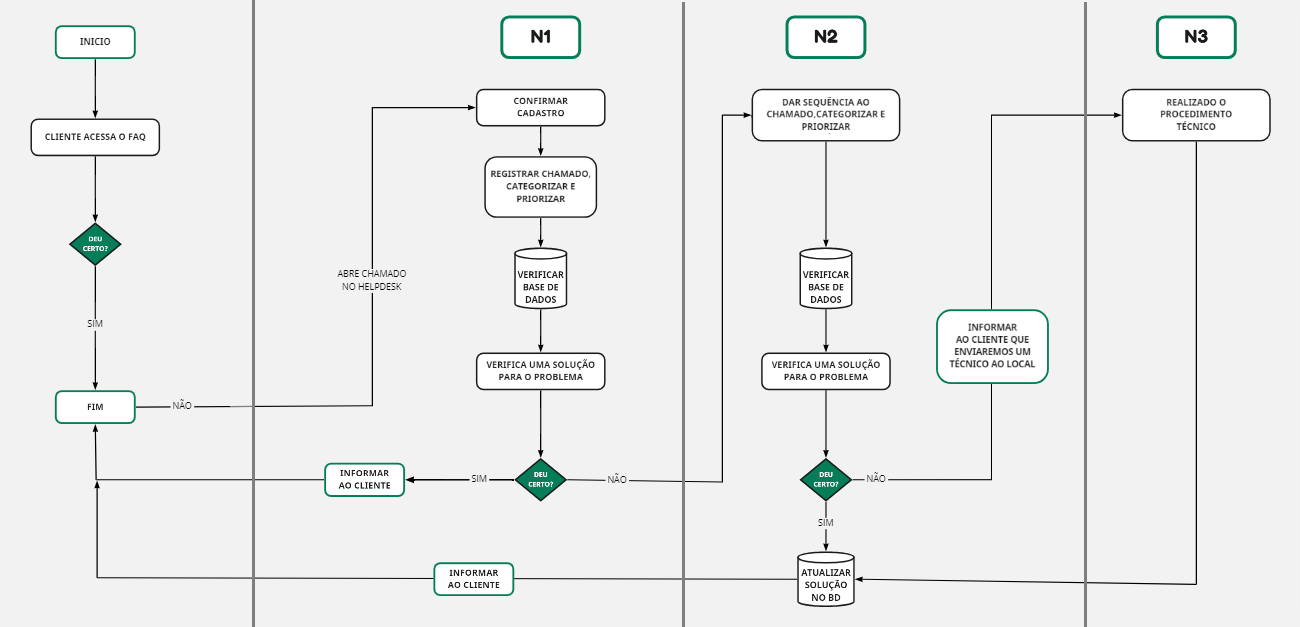 INICIO
CLIENTE ACESSA O FAQ
DEU
CERTO?
SIM
FIM
NÃO
ABRE CHAMADO
NO HELPDESK
N1
CONFIRMAR
CADASTRO
REGISTRAR CHAMADO,
CATEGORIZAR E
PRIORIZAR
VERIFICAR
BASE DE
DADOS
VERIFICA UMA SOLUÇÃO
PARA O PROBLEMA
DEU
CERTO?
SIM
INFORMAR
AO CLIENTE
NÃO
INFORMAR
AO CLIENTE
N2
DAR SEQUÊNCIA AO
CHAMADO,CATEGORIZAR E
PRIORIZAR
VERIFICAR
BASE DE
DADOS
VERIFICA UMA SOLUÇÃO
PARA O PROBLEMA
DEU
CERTO?
NÃO
SIM
ATUALIZAR
SOLUÇÃO
NO BD
INFORMAR
AO CLIENTE QUE
ENVIAREMOS UM
TÉCNICO AO LOCAL
N3
REALIZADO O
PROCEDIMENTO
TÉCNICO